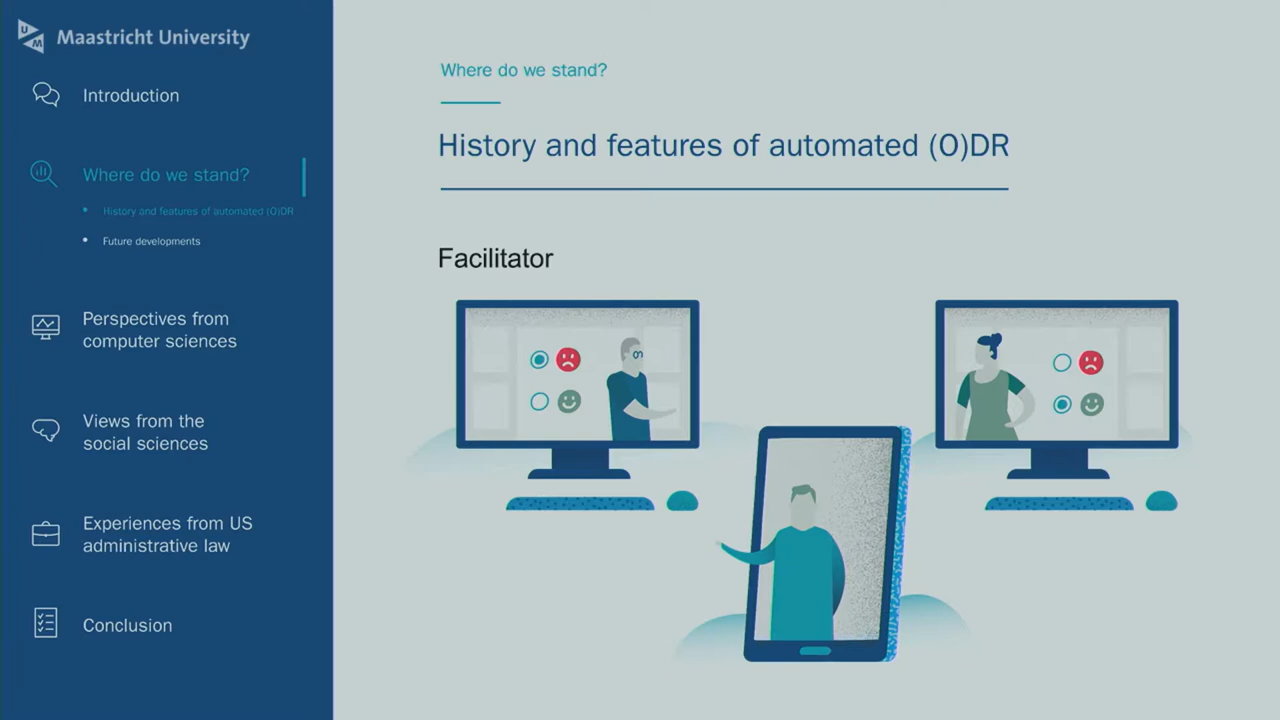 UM
Maastricht University
Introduction
Where do we stand?
History and features of automated (O)DR
Future developments
Perspectives from
computer sciences
Views from the
social sciences
Experiences from US
administrative law
Conclusion
Where do we stand?
History and features of automated (O)DR
Facilitator